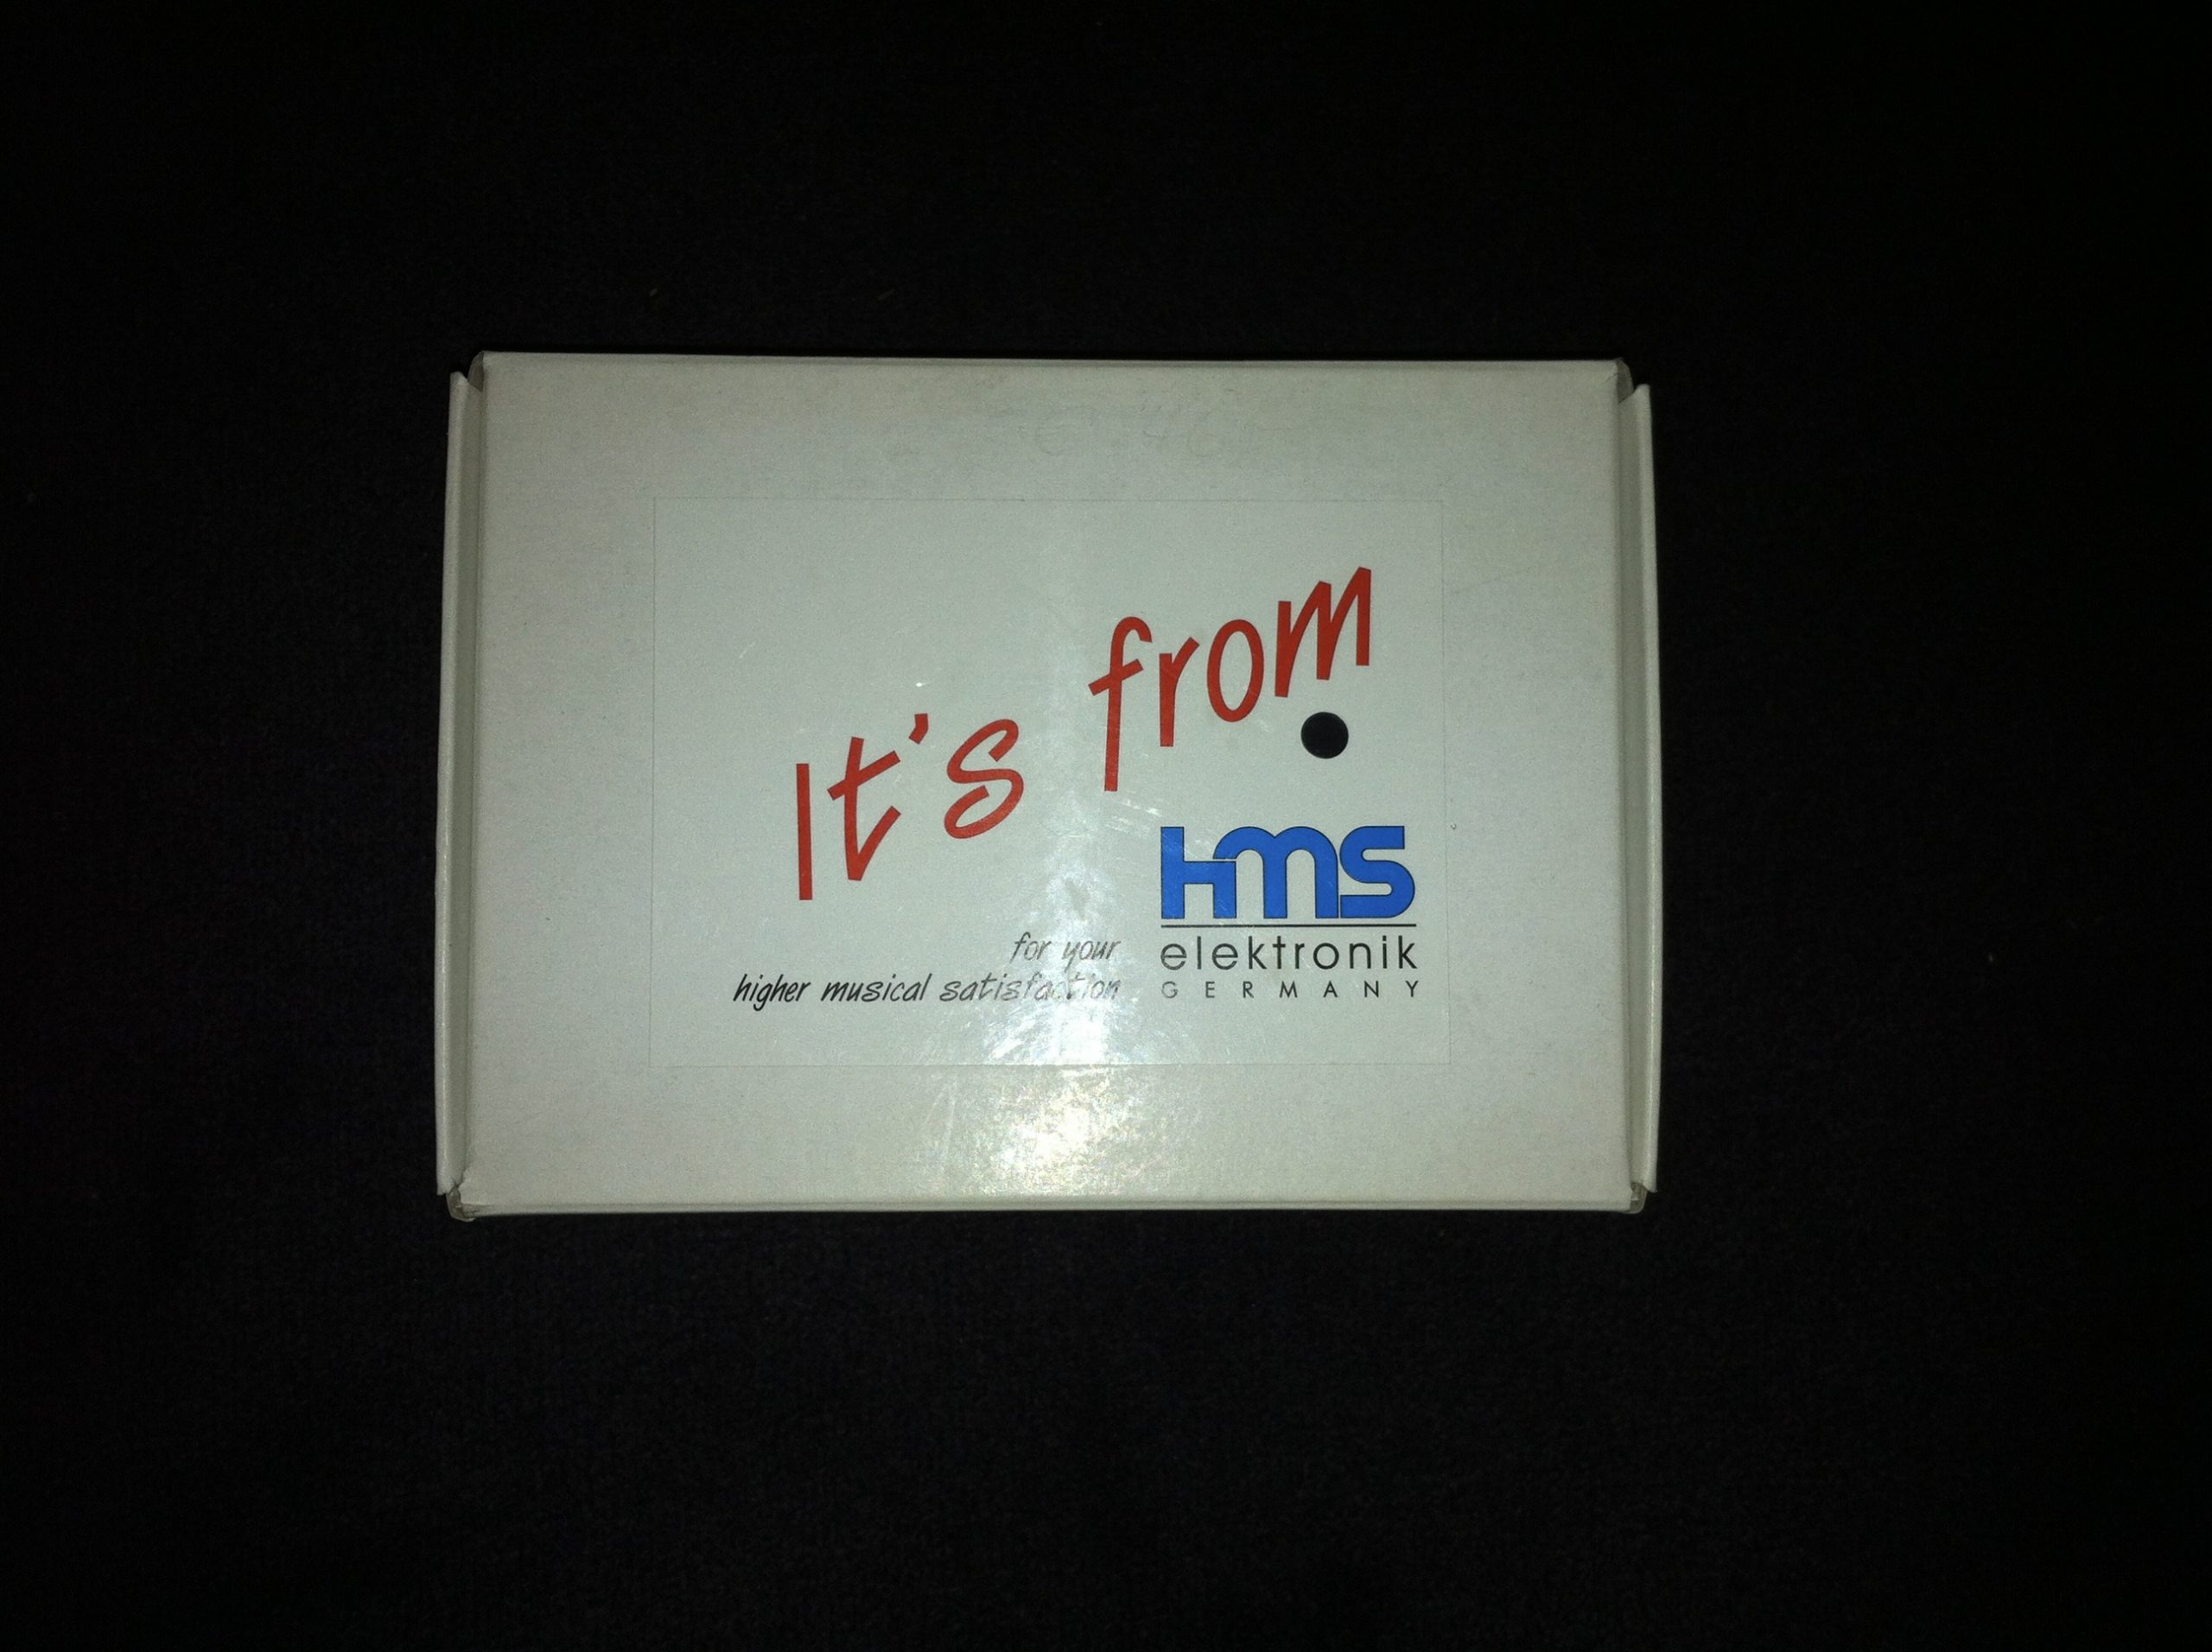 It's from
hms
elektronik
GERMANY
for your
higher musical satisfaction